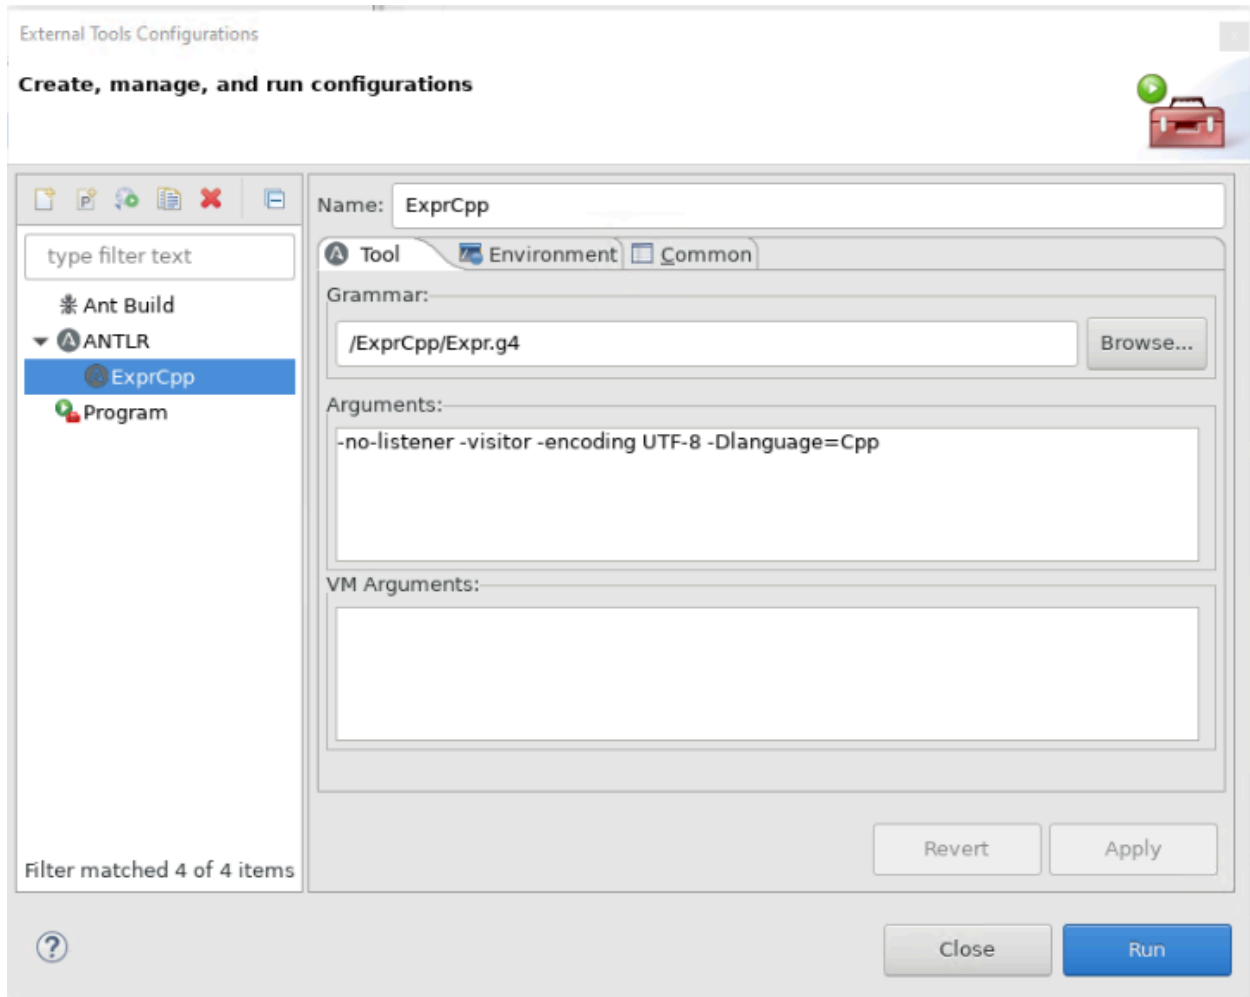 External Tools Configurations
Create, manage, and run configurations
Name: ExprCpp
type filter text
Tool Environment Common
Grammar:
Ant Build
ANTLR
/ExprCpp/Expr.g4 Browse...
ExprCpp
Arguments:
Program
-no-listener -visitor -encoding UTF-8 -Dlanguage=Cpp
VM Arguments:
Revert Apply
Filter matched 4 of 4 items
Close Run